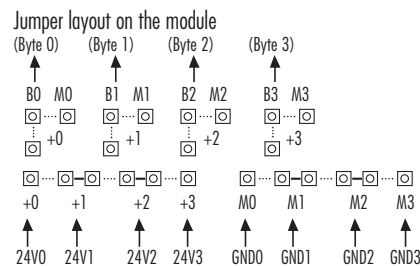 Jumper layout on the module
(Byte 0) (Byte 1) (Byte 2) (Byte 3)
B0 M0 B1 M1 B2 M2 B3 M3
+0 +1 +2 +3
+0 +1 +2 +3 M0 M1 M2 M3
24V0 24V1 24V2 24V3 GND0 GND1 GND2 GND3